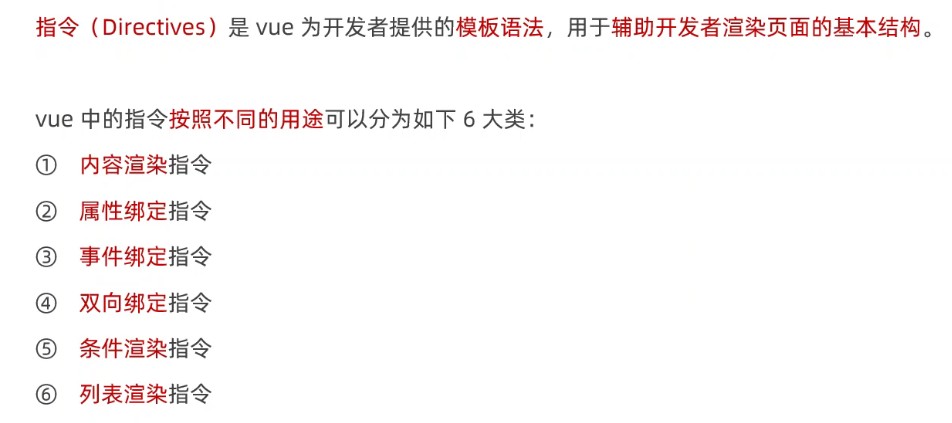 指令（Directives）是 vue 为开发者提供的模板语法，用于辅助开发者渲染页面的基本结构。
vue 中的指令按照不同的用途可以分为如下 6 大类：
① 内容渲染指令
② 属性绑定指令
③ 事件绑定指令
④ 双向绑定指令
⑤ 条件渲染指令
⑥ 列表渲染指令